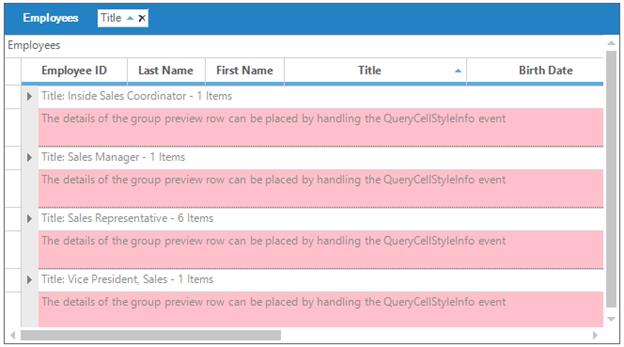 Employees Title
Employees
Employee ID Last Name First Name Title Birth Date
Title: Inside Sales Coordinator - 1 Items
The details of the group preview row can be placed by handling the QueryCellStyleInfo event
Title: Sales Manager - 1 Items
The details of the group preview row can be placed by handling the QueryCellStyleInfo event
Title: Sales Representative - 6 Items
The details of the group preview row can be placed by handling the QueryCellStyleInfo event
Title: Vice President, Sales - 1 Items
The details of the group preview row can be placed by handling the QueryCellStyleInfo event